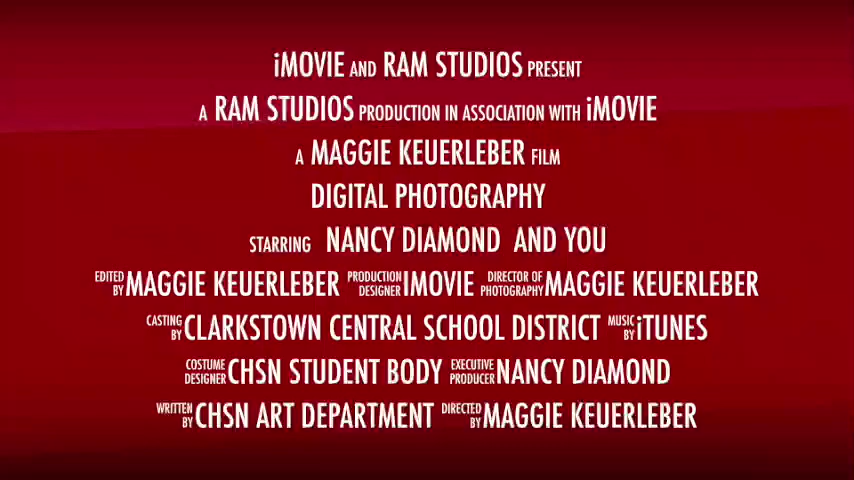 iMOVIE AND RAM STUDIOS PRESENT
A RAM STUDIOS PRODUCTION IN ASSOCIATION WITH iMOVIE
A MAGGIE KEUERLEBER FILM
DIGITAL PHOTOGRAPHY
STARRING NANCY DIAMOND AND YOU
EDITED BY MAGGIE KEUERLEBER PRODUCTION DESIGNER IMOVIE DIRECTOR OF PHOTOGRAPHY MAGGIE KEUERLEBER
CASTING BY CLARKSTOWN CENTRAL SCHOOL DISTRICT MUSIC BY iTUNES
COSTUME DESIGNER CHSN STUDENT BODY EXECUTIVE PRODUCER NANCY DIAMOND
WRITTEN BY CHSN ART DEPARTMENT DIRECTED BY MAGGIE KEUERLEBER